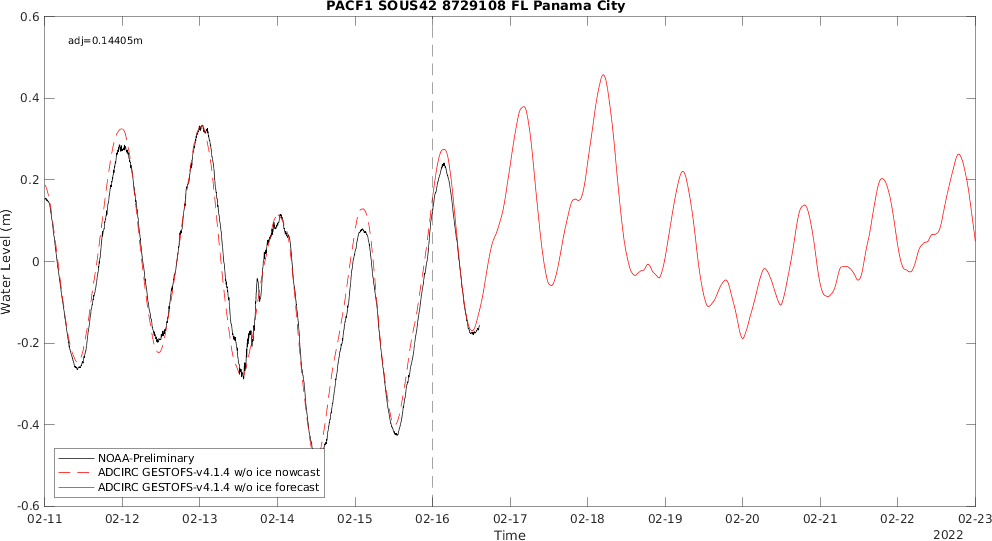 PACF1 SOUS42 8729108 FL Panama City
adj=0.14405m
0.6
0.4
0.2
0
-0.2
-0.4
-0.6
Water Level (m)
NOAA-Preliminary
ADCIRC GESTOFS-v4.1.4 w/o ice nowcast
ADCIRC GESTOFS-v4.1.4 w/o ice forecast
02-11 02-12 02-13 02-14 02-15 02-16 02-17 02-18 02-19 02-20 02-21 02-22 02-23
Time
2022